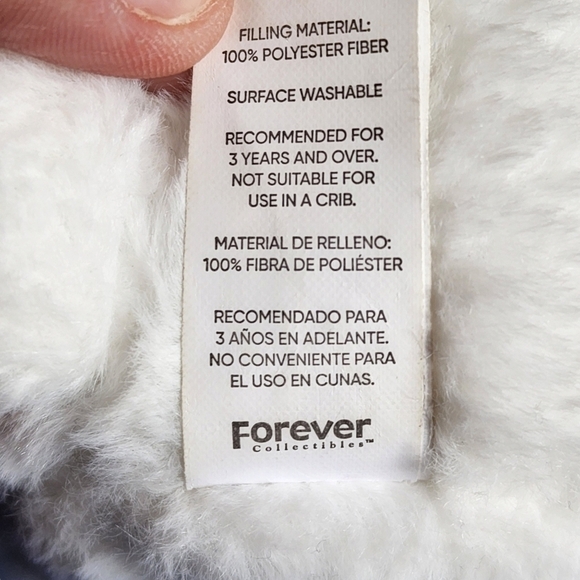 FILLING MATERIAL:
100% POLYESTER FIBER
SURFACE WASHABLE
RECOMMENDED FOR
3 YEARS AND OVER.
NOT SUITABLE FOR
USE IN A CRIB.
MATERIAL DE RELLENO:
100% FIBRA DE POLIÉSTER
RECOMENDADO PARA
3 AÑOS EN ADELANTE.
NO CONVENIENTE PARA
EL USO EN CUNAS.
Forever
Collectibles™